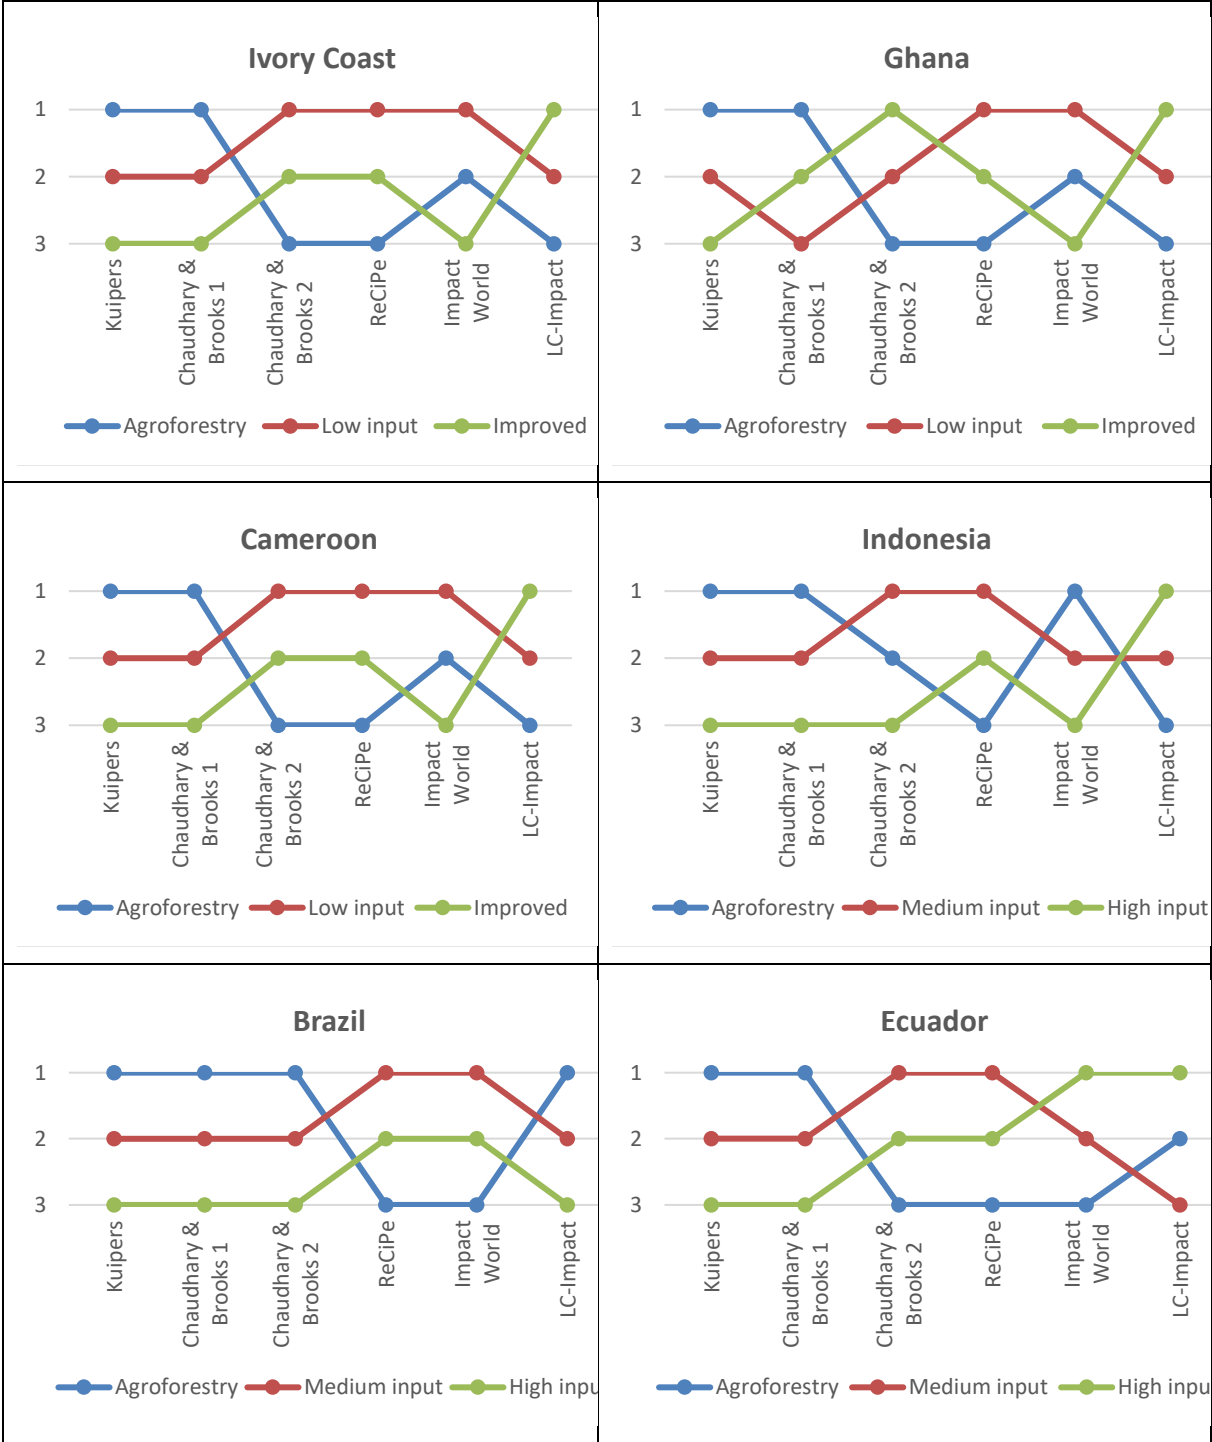 Ivory Coast
1
2
3
Kuipers
Chaudhary &
Brooks 1
Chaudhary &
Brooks 2
ReCiPe
Impact
World
LC-Impact
Agroforestry Low input Improved
Ghana
1
2
3
Kuipers
Chaudhary &
Brooks 1
Chaudhary &
Brooks 2
ReCiPe
Impact
World
LC-Impact
Agroforestry Low input Improved
Cameroon
1
2
3
Kuipers
Chaudhary &
Brooks 1
Chaudhary &
Brooks 2
ReCiPe
Impact
World
LC-Impact
Agroforestry Low input Improved
Indonesia
1
2
3
Kuipers
Chaudhary &
Brooks 1
Chaudhary &
Brooks 2
ReCiPe
Impact
World
LC-Impact
Agroforestry Medium input High input
Brazil
1
2
3
Kuipers
Chaudhary &
Brooks 1
Chaudhary &
Brooks 2
ReCiPe
Impact
World
LC-Impact
Agroforestry Medium input High inpu
Ecuador
1
2
3
Kuipers
Chaudhary &
Brooks 1
Chaudhary &
Brooks 2
ReCiPe
Impact
World
LC-Impact
Agroforestry Medium input High inpu